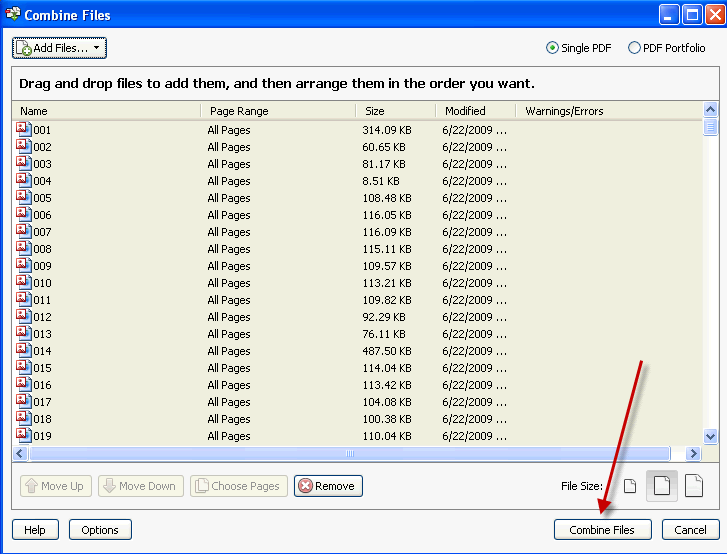 Combine Files
Add Files... Single PDF PDF Portfolio
Drag and drop files to add them, and then arrange them in the order you want.
Name Page Range Size Modified Warnings/Errors
001 All Pages 314.09 KB 6/22/2009 ...
002 All Pages 60.65 KB 6/22/2009 ...
003 All Pages 81.17 KB 6/22/2009 ...
004 All Pages 8.51 KB 6/22/2009 ...
005 All Pages 108.48 KB 6/22/2009 ...
006 All Pages 116.05 KB 6/22/2009 ...
007 All Pages 116.09 KB 6/22/2009 ...
008 All Pages 115.11 KB 6/22/2009 ...
009 All Pages 109.57 KB 6/22/2009 ...
010 All Pages 113.21 KB 6/22/2009 ...
011 All Pages 109.82 KB 6/22/2009 ...
012 All Pages 92.29 KB 6/22/2009 ...
013 All Pages 76.11 KB 6/22/2009 ...
014 All Pages 487.50 KB 6/22/2009 ...
015 All Pages 114.04 KB 6/22/2009 ...
016 All Pages 113.42 KB 6/22/2009 ...
017 All Pages 104.08 KB 6/22/2009 ...
018 All Pages 100.38 KB 6/22/2009 ...
019 All Pages 110.04 KB 6/22/2009 ...
Move Up Move Down Choose Pages Remove File Size:
Help Options Combine Files Cancel